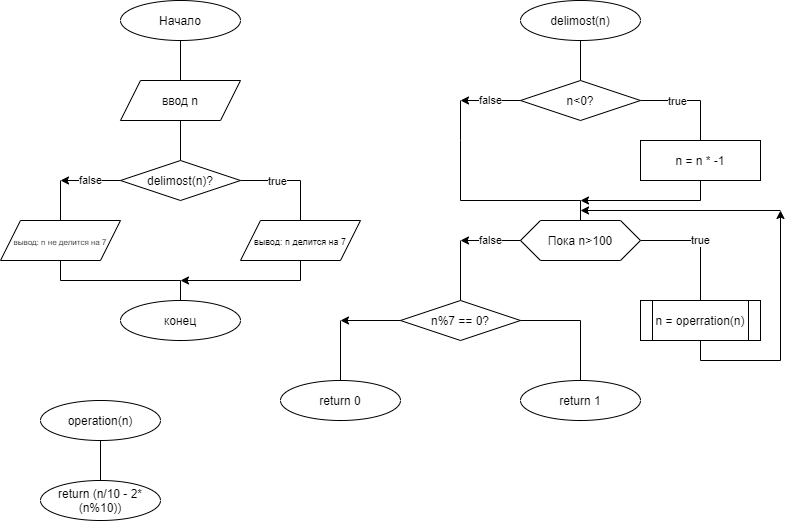 Начало
ввод n
delimost(n)?
false
true
вывод: n не делится на 7
вывод: n делится на 7
конец
delimost(n)
n<0?
false
true
n = n * -1
Пока n>100
false
true
n%7 == 0?
n = operration(n)
return 0
return 1
operation(n)
return (n/10 - 2*
(n%10))